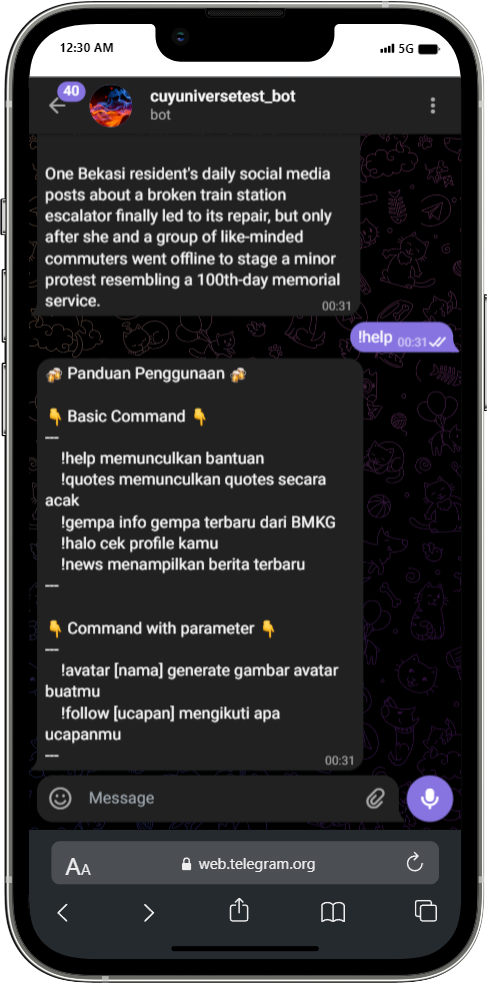 12:30 AM
5G
40
cuyuniversetest_bot
bot
One Bekasi resident's daily social media
posts about a broken train station
escalator finally led to its repair, but only
after she and a group of like-minded
commuters went offline to stage a minor
protest resembling a 100th-day memorial
service.
00:31
!help 00:31
🍻 Panduan Penggunaan 🍻
👇 Basic Command 👇
---
!help memunculkan bantuan
!quotes memunculkan quotes secara
acak
!gempa info gempa terbaru dari BMKG
!halo cek profile kamu
!news menampilkan berita terbaru
---
👇 Command with parameter 👇
---
!avatar [nama] generate gambar avatar
buatmu
!follow [ucapan] mengikuti apa
ucapanmu
---
00:31
Message
AA
web.telegram.org